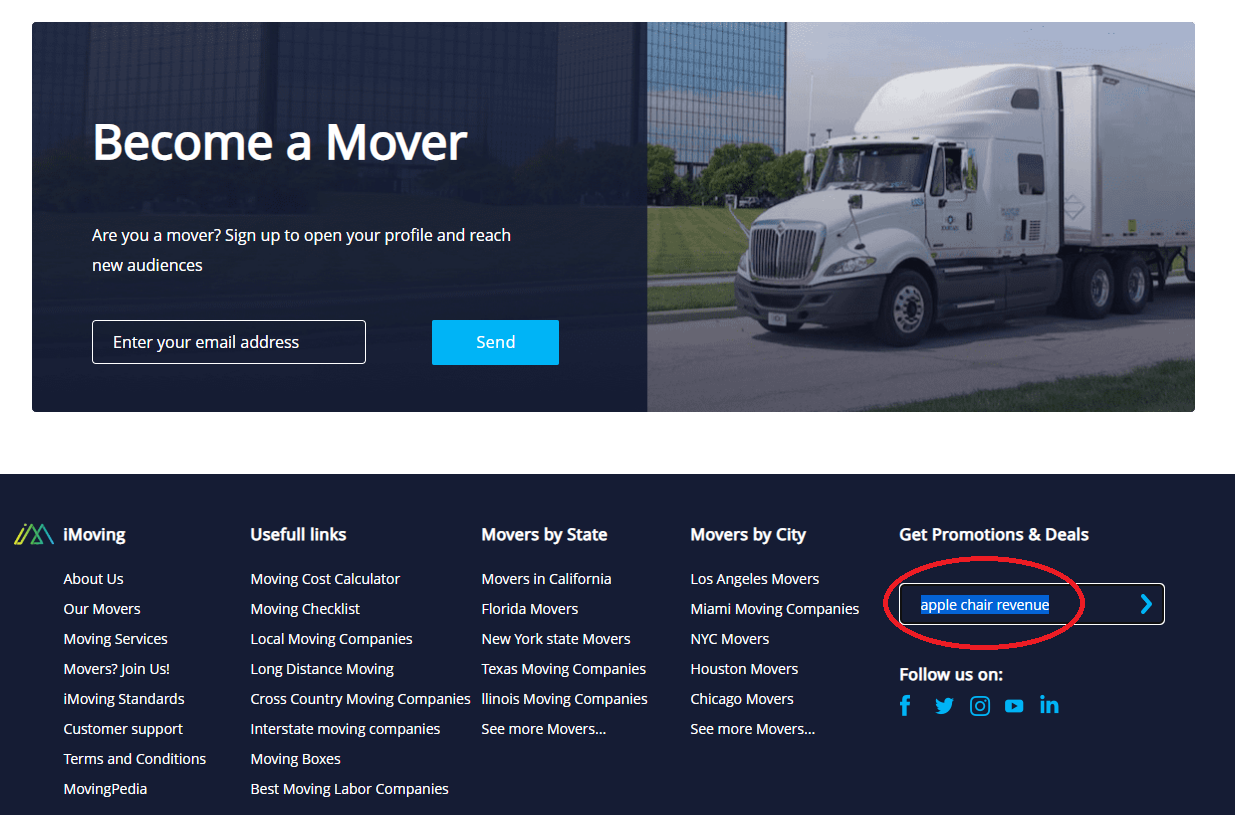 Become a Mover
Are you a mover? Sign up to open your profile and reach
new audiences
Enter your email address
Send
iMoving
About Us
Our Movers
Moving Services
Movers? Join Us!
iMoving Standards
Customer support
Terms and Conditions
MovingPedia
Usefull links
Moving Cost Calculator
Moving Checklist
Local Moving Companies
Long Distance Moving
Cross Country Moving Companies
Interstate moving companies
Moving Boxes
Best Moving Labor Companies
Movers by State
Movers in California
Florida Movers
New York state Movers
Texas Moving Companies
llinois Moving Companies
See more Movers...
Movers by City
Los Angeles Movers
Miami Moving Companies
NYC Movers
Houston Movers
Chicago Movers
See more Movers...
Get Promotions & Deals
apple chair revenue
Follow us on: